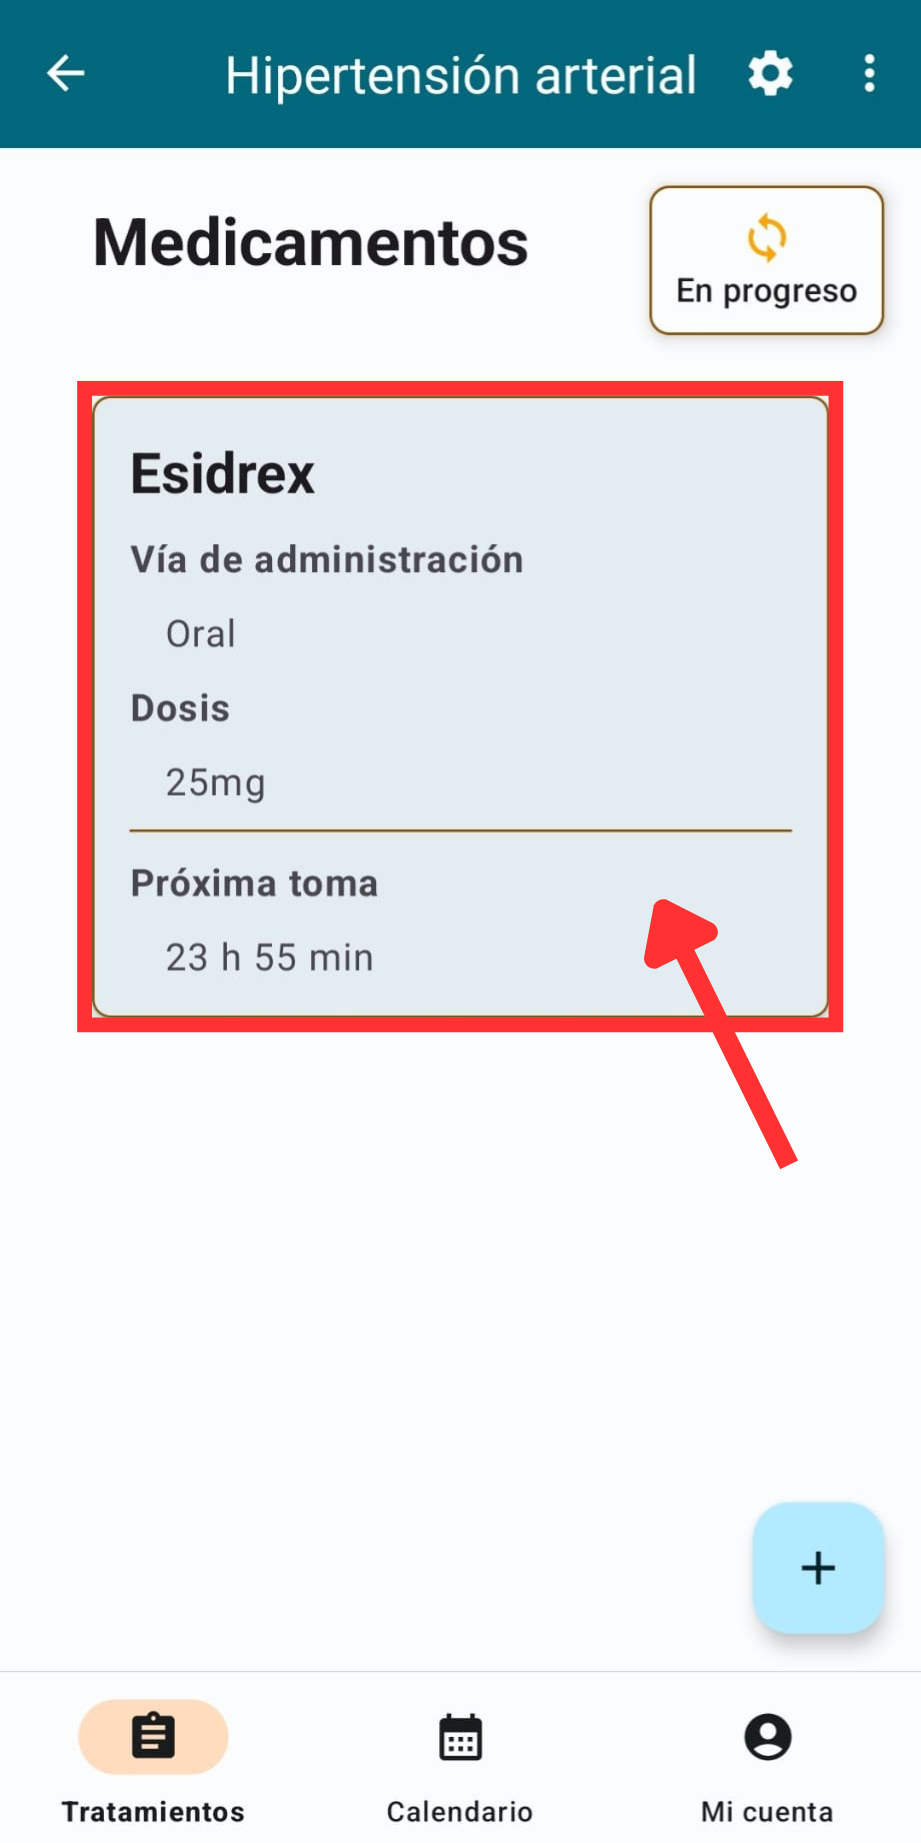 Hipertensión arterial
Medicamentos
En progreso
Esidrex
Vía de administración
Oral
Dosis
25mg
Próxima toma
23 h 55 min
+
Tratamientos
Calendario
Mi cuenta